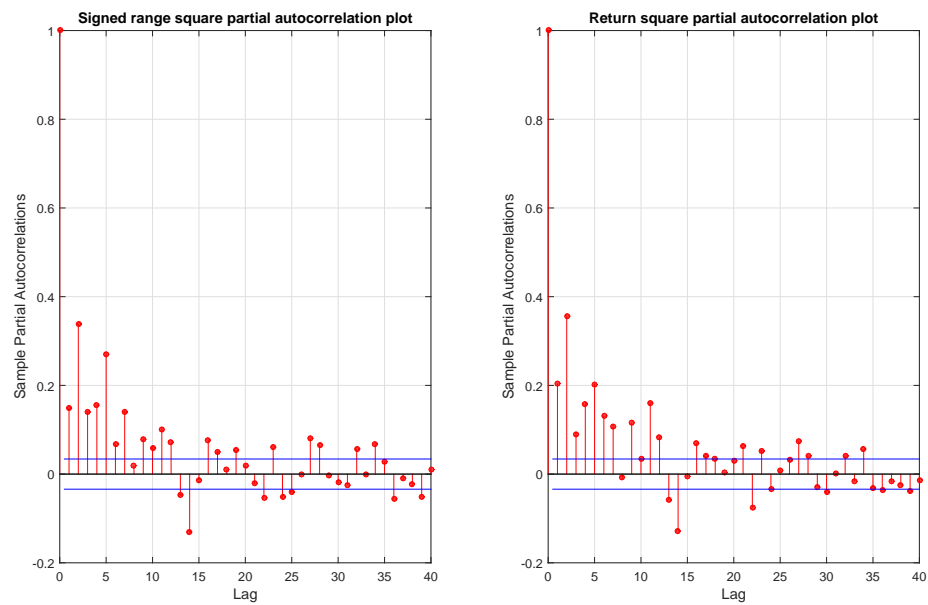 Signed range square partial autocorrelation plot
Sample Partial Autocorrelations
1
0.8
0.6
0.4
0.2
0
-0.2
0 5 10 15 20 25 30 35 40
Lag
Return square partial autocorrelation plot
Sample Partial Autocorrelations
1
0.8
0.6
0.4
0.2
0
-0.2
0 5 10 15 20 25 30 35 40
Lag